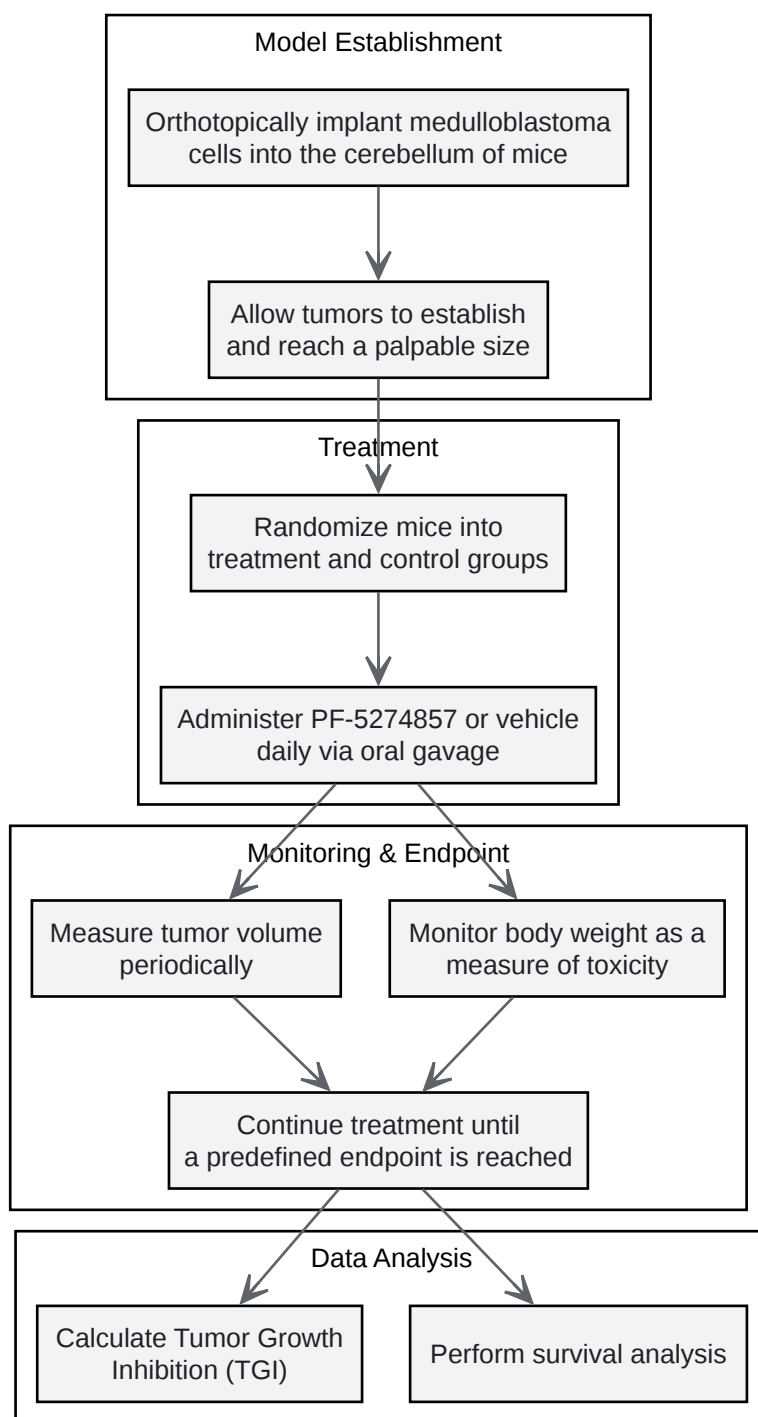 Model Establishment
Orthotopically implant medulloblastoma
cells into the cerebellum of mice
Allow tumors to establish
and reach a palpable size
Treatment
Randomize mice into
treatment and control groups
Administer PF-5274857 or vehicle
daily via oral gavage
Monitoring & Endpoint
Measure tumor volume
periodically
Monitor body weight as a
measure of toxicity
Continue treatment until
a predefined endpoint is reached
Data Analysis
Calculate Tumor Growth
Inhibition (TGI)
Perform survival analysis